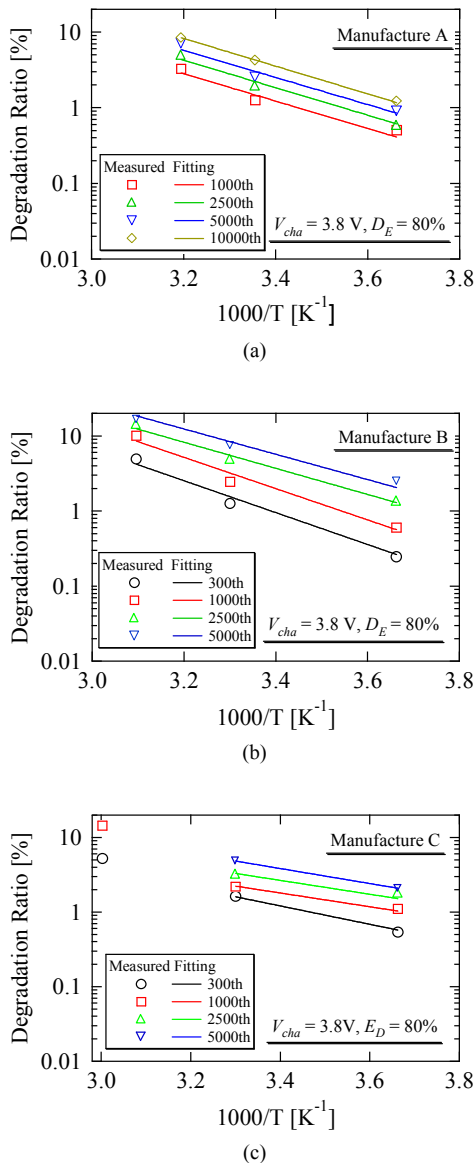 10
1
0.1
0.01
Degradation Ratio [%]
Manufacture A
Measured Fitting
1000th
2500th
5000th
10000th
Vcha = 3.8 V, DE = 80%
3.0 3.2 3.4 3.6 3.8
1000/T [K-1]
(a)
10
1
0.1
0.01
Degradation Ratio [%]
Manufacture B
Measured Fitting
300th
1000th
2500th
5000th
Vcha = 3.8 V, DE = 80%
3.0 3.2 3.4 3.6 3.8
1000/T [K-1]
(b)
10
1
0.1
0.01
Degradation Ratio [%]
Manufacture C
Measured Fitting
300th
1000th
2500th
5000th
Vcha = 3.8V, ED = 80%
3.0 3.2 3.4 3.6 3.8
1000/T [K-1]
(c)